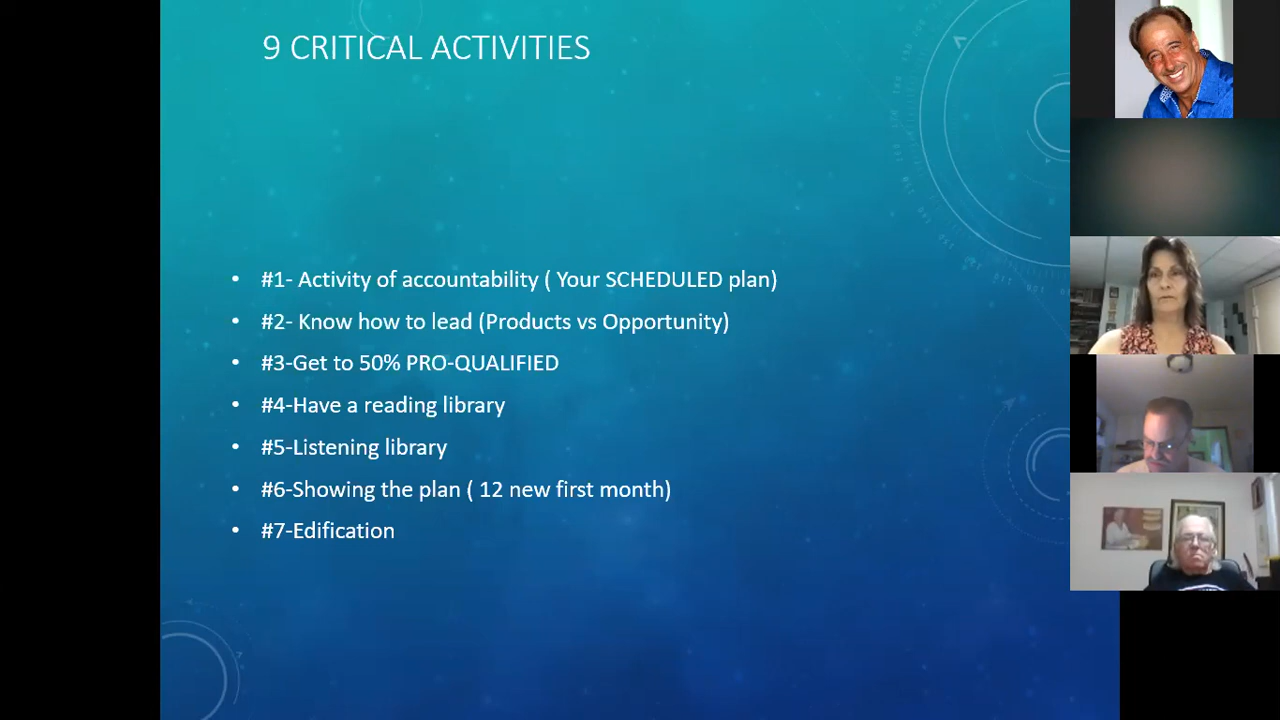 9 CRITICAL ACTIVITIES
• #1- Activity of accountability ( Your SCHEDULED plan)
• #2- Know how to lead (Products vs Opportunity)
• #3-Get to 50% PRO-QUALIFIED
• #4-Have a reading library
• #5-Listening library
• #6-Showing the plan ( 12 new first month)
• #7-Edification